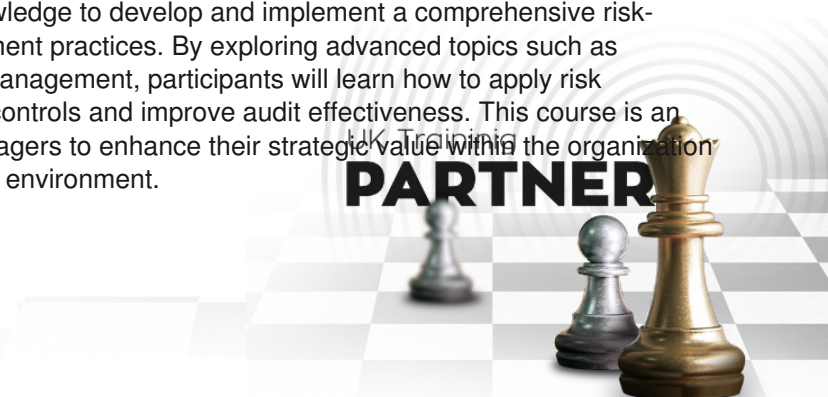 wledge to develop and implement a comprehensive risk-
ment practices. By exploring advanced topics such as
anagement, participants will learn how to apply risk
controls and improve audit effectiveness. This course is an
UK Training
agers to enhance their strategic value within the organization
PARTNER
environment.